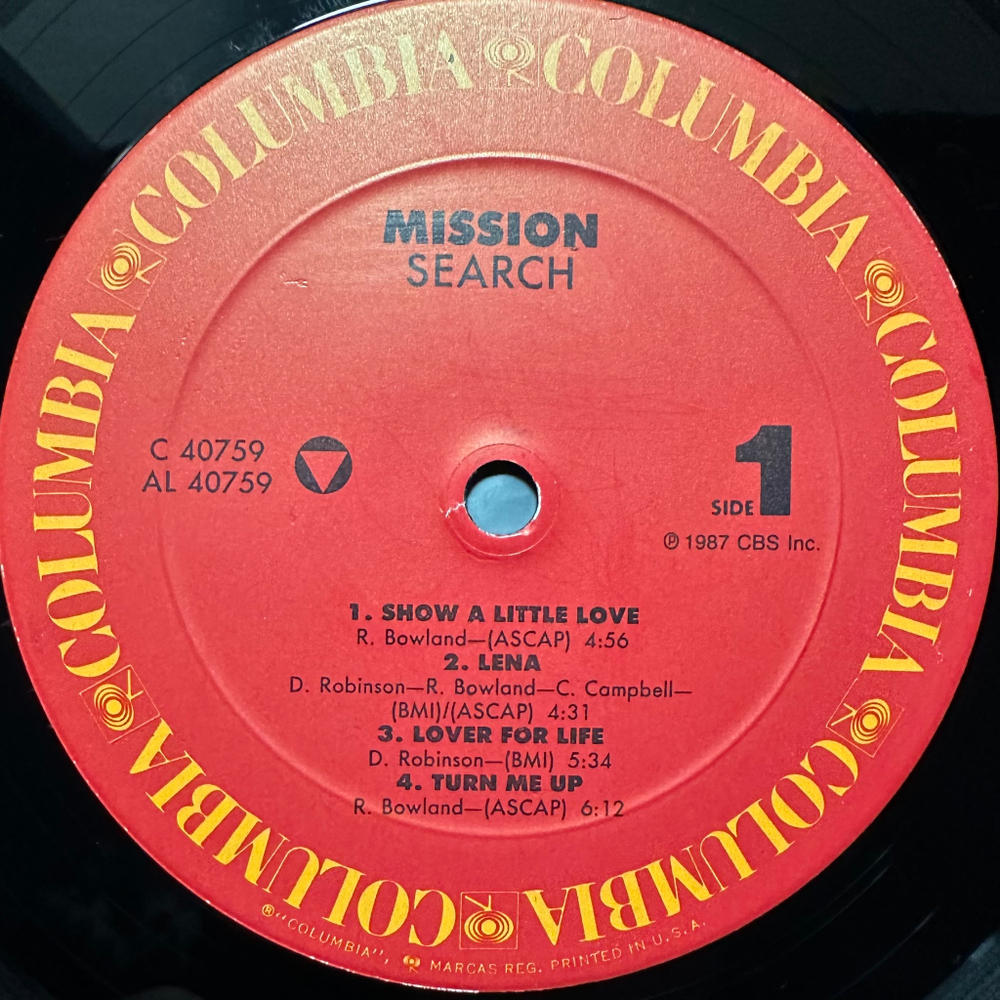 COLUMBIA COLUMBIA COLUMBIA COLUMBIA COLUMBIA COLUMBIA COLUMBIA COLUMBIA
MISSION
SEARCH
C 40759
AL 40759
SIDE 1
℗ 1987 CBS Inc.
1. SHOW A LITTLE LOVE
R. Bowland—(ASCAP) 4:56
2. LENA
D. Robinson—R. Bowland—C. Campbell—
(BMI)/(ASCAP) 4:31
3. LOVER FOR LIFE
D. Robinson—(BMI) 5:34
4. TURN ME UP
R. Bowland—(ASCAP) 6:12
®"COLUMBIA", MARCAS REG. PRINTED IN U.S.A.